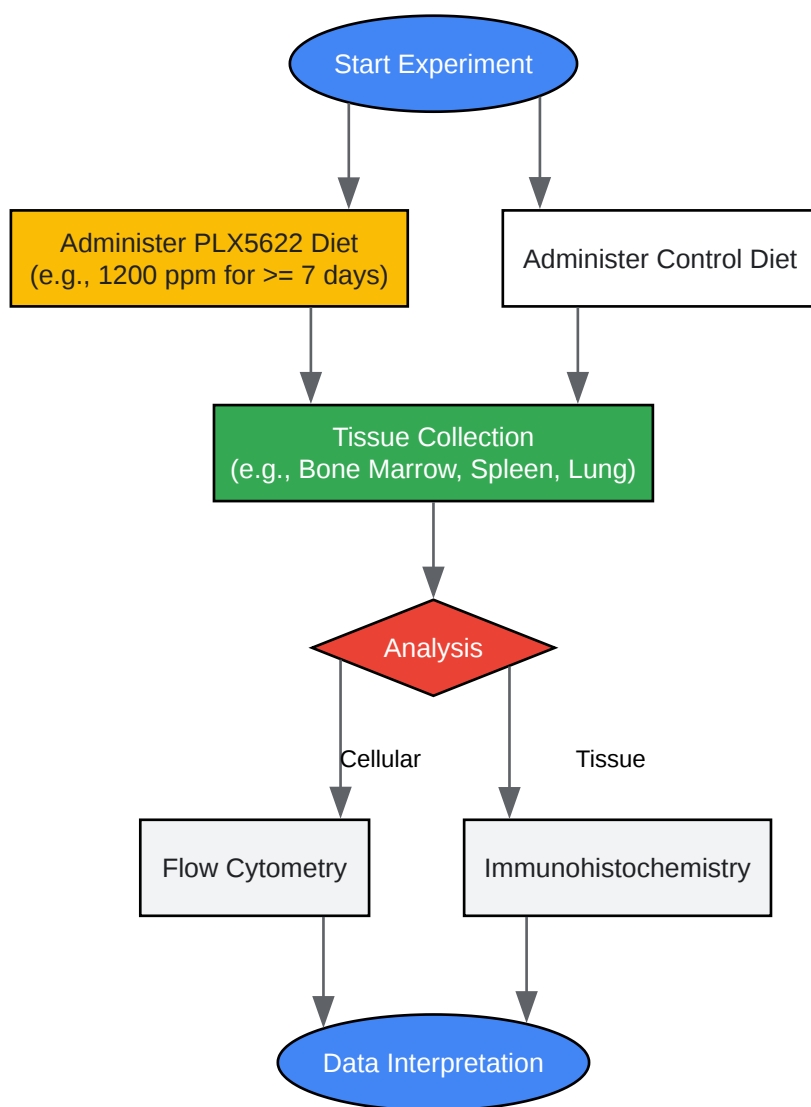 Start Experiment
Administer PLX5622 Diet
(e.g., 1200 ppm for >= 7 days)
Administer Control Diet
Tissue Collection
(e.g., Bone Marrow, Spleen, Lung)
Analysis
Cellular
Tissue
Flow Cytometry
Immunohistochemistry
Data Interpretation